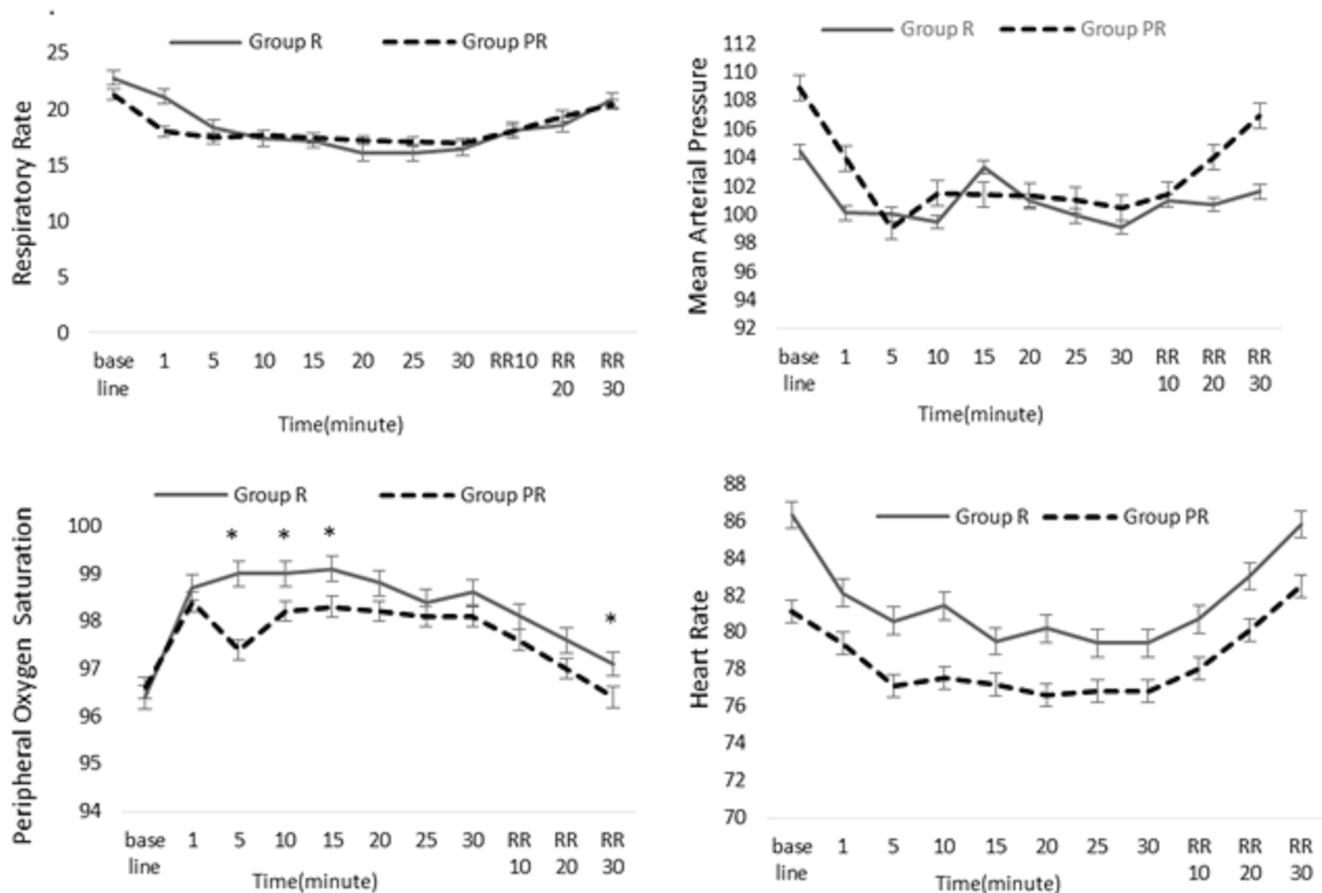 Group R Group PR
25
20
15
10
5
0
Respiratory Rate
base line 1 5 10 15 20 25 30 RR10 RR 20 RR 30
Time(minute)
Group R Group PR
112
110
108
106
104
102
100
98
96
94
92
Mean Arterial Pressure
base line 1 5 10 15 20 25 30 RR 10 RR 20 RR 30
Time(minute)
Group R Group PR
100
99
98
97
96
95
94
* * * *
Peripheral Oxygen Saturation
base line 1 5 10 15 20 25 30 RR 10 RR 20 RR 30
Time(minute)
88
86
84
82
80
78
76
74
72
70
Group R Group PR
Heart Rate
base line 1 5 10 15 20 25 30 RR 10 RR 20 RR 30
Time(minute)